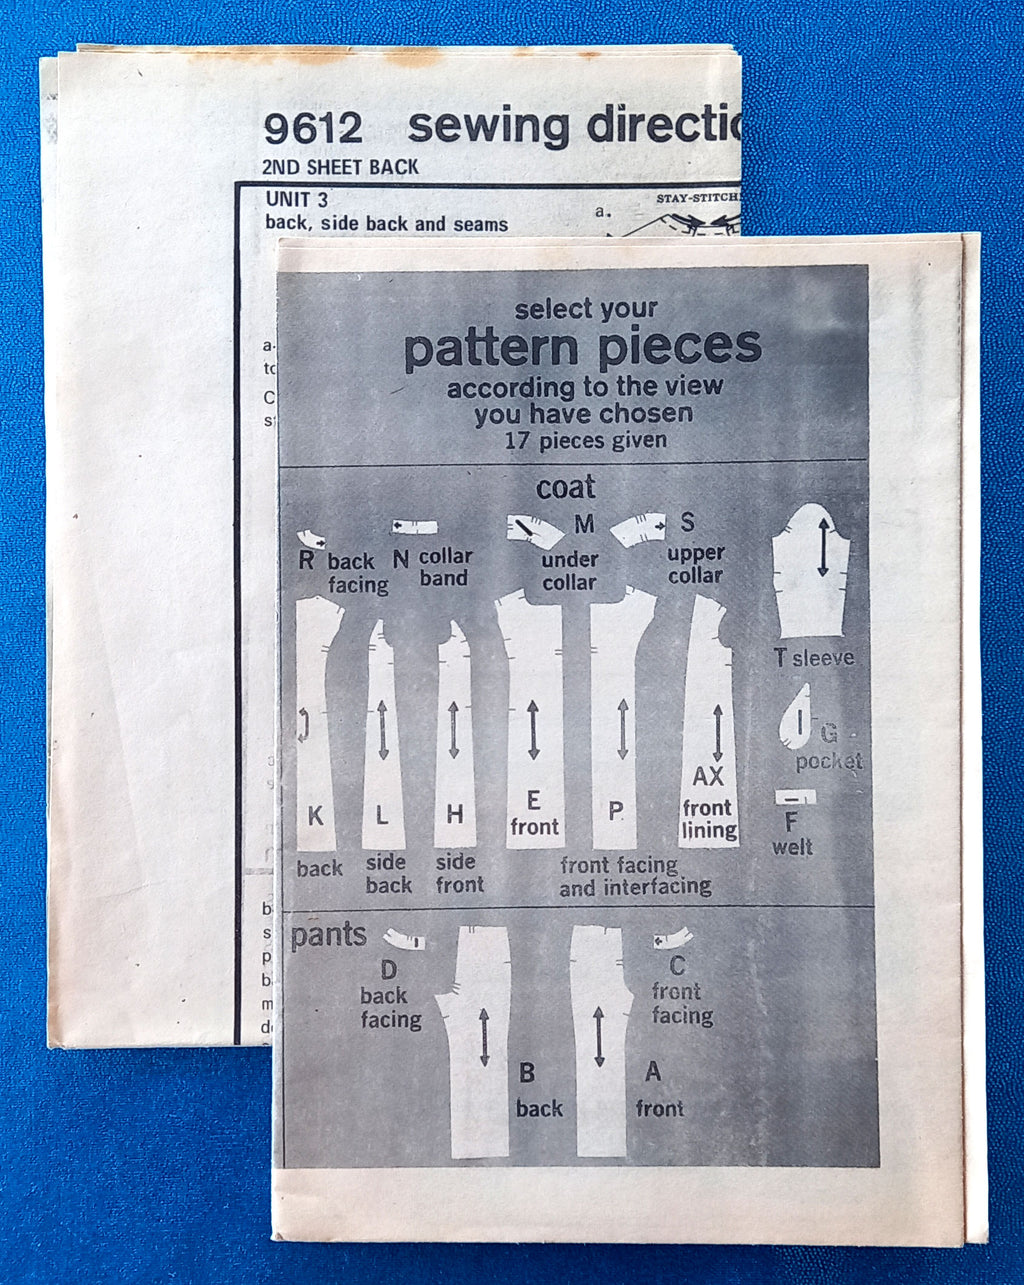 9612 sewing directic
2ND SHEET BACK
UNIT 3
back, side back and seams
STAY-STITCH
a.
a.
to
C
s
b
s
p
b
m
d
select your
pattern pieces
according to the view
you have chosen
17 pieces given
coat
R back
facing
N collar
band
M
under
collar
S
upper
collar
T sleeve
G
pocket
F
welt
K
back
L
side
back
H
side
front
E
front
P
front facing
and interfacing
AX
front
lining
pants
D
back
facing
C
front
facing
B
back
A
front